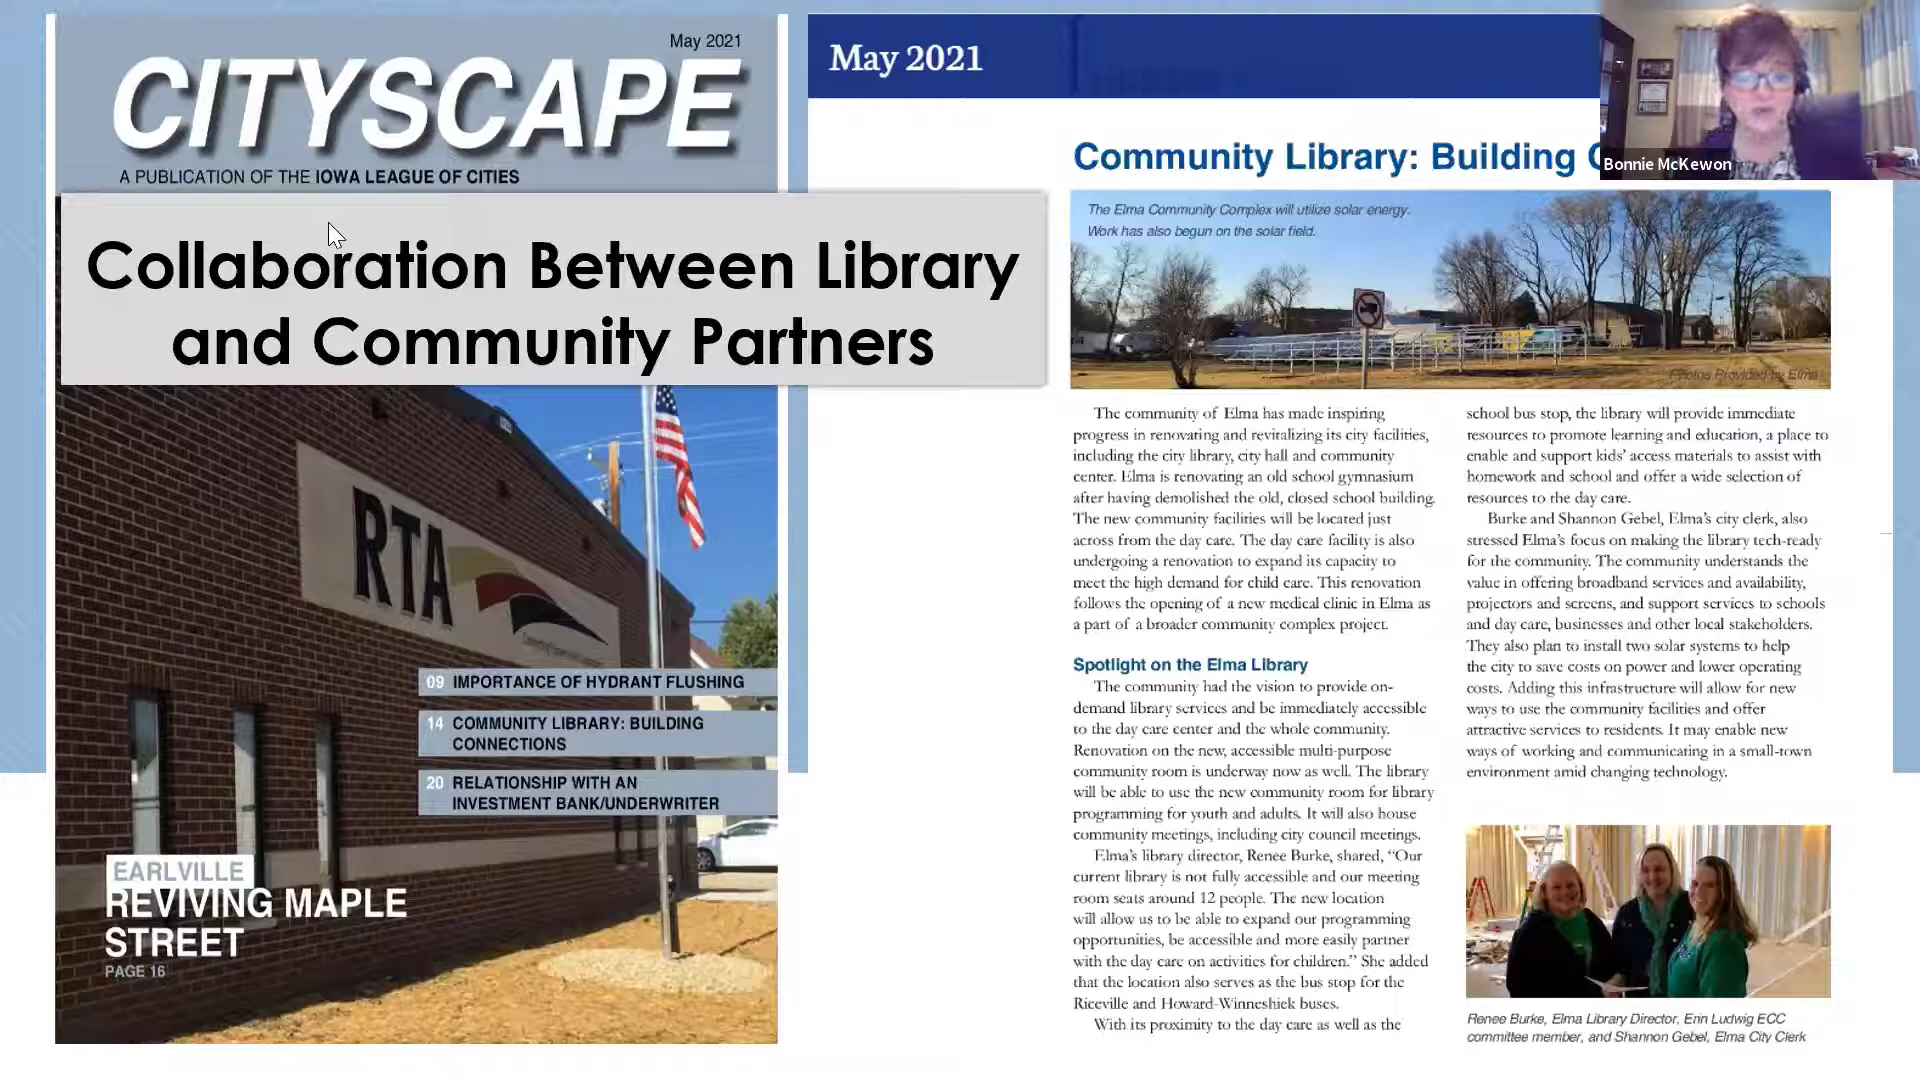 May 2021
CITYSCAPE
A PUBLICATION OF THE IOWA LEAGUE OF CITIES
Collaboration Between Library
and Community Partners
RTA
09 IMPORTANCE OF HYDRANT FLUSHING
14 COMMUNITY LIBRARY: BUILDING
CONNECTIONS
20 RELATIONSHIP WITH AN
INVESTMENT BANK/UNDERWRITER
EARLVILLE
REVIVING MAPLE
STREET
PAGE 16
May 2021
Community Library: Building
Bonnie McKewon
The Elma Community Complex will utilize solar energy.
Work has also begun on the solar field.
Photos Provided by Elma
The community of Elma has made inspiring
progress in renovating and revitalizing its city facilities,
including the city library, city hall and community
center. Elma is renovating an old school gymnasium
after having demolished the old, closed school building.
The new community facilities will be located just
across from the day care. The day care facility is also
undergoing a renovation to expand its capacity to
meet the high demand for child care. This renovation
follows the opening of a new medical clinic in Elma as
a part of a broader community complex project.
Spotlight on the Elma Library
The community had the vision to provide on-
demand library services and be immediately accessible
to the day care center and the whole community.
Renovation on the new, accessible multi-purpose
community room is underway now as well. The library
will be able to use the new community room for library
programming for youth and adults. It will also house
community meetings, including city council meetings.
Elma's library director, Renee Burke, shared, “Our
current library is not fully accessible and our meeting
room seats around 12 people. The new location
will allow us to be able to expand our programming
opportunities, be accessible and more easily partner
with the day care on activities for children.” She added
that the location also serves as the bus stop for the
Riceville and Howard-Winneshiek buses.
With its proximity to the day care as well as the
school bus stop, the library will provide immediate
resources to promote learning and education, a place to
enable and support kids' access materials to assist with
homework and school and offer a wide selection of
resources to the day care.
Burke and Shannon Gebel, Elma's city clerk, also
stressed Elma's focus on making the library tech-ready
for the community. The community understands the
value in offering broadband services and availability,
projectors and screens, and support services to schools
and day care, businesses and other local stakeholders.
They also plan to install two solar systems to help
the city to save costs on power and lower operating
costs. Adding this infrastructure will allow for new
ways to use the community facilities and offer
attractive services to residents. It may enable new
ways of working and communicating in a small-town
environment amid changing technology.
Renee Burke, Elma Library Director, Erin Ludwig ECC
committee member, and Shannon Gebel, Elma City Clerk